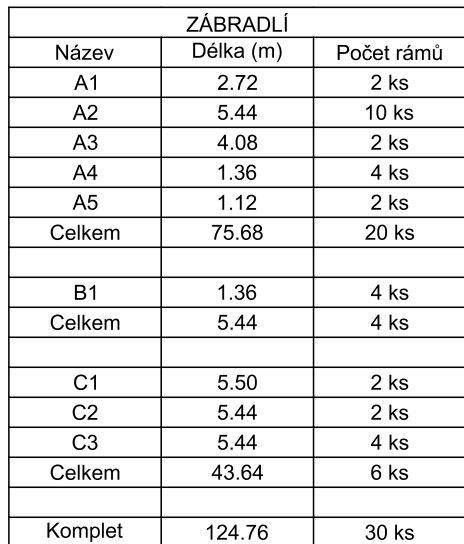 ZÁBRADLÍ
Název Délka (m) Počet rámů
A1 2.72 2 ks
A2 5.44 10 ks
A3 4.08 2 ks
A4 1.36 4 ks
A5 1.12 2 ks
Celkem 75.68 20 ks
B1 1.36 4 ks
Celkem 5.44 4 ks
C1 5.50 2 ks
C2 5.44 2 ks
C3 5.44 4 ks
Celkem 43.64 6 ks
Komplet 124.76 30 ks